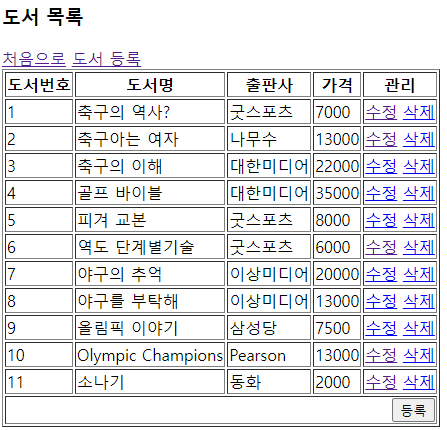 도서 목록
처음으로 도서 등록
도서번호 도서명 출판사 가격 관리
1 축구의 역사? 굿스포츠 7000 수정 삭제
2 축구아는 여자 나무수 13000 수정 삭제
3 축구의 이해 대한미디어 22000 수정 삭제
4 골프 바이블 대한미디어 35000 수정 삭제
5 피겨 교본 굿스포츠 8000 수정 삭제
6 역도 단계별기술 굿스포츠 6000 수정 삭제
7 야구의 추억 이상미디어 20000 수정 삭제
8 야구를 부탁해 이상미디어 13000 수정 삭제
9 올림픽 이야기 삼성당 7500 수정 삭제
10 Olympic Champions Pearson 13000 수정 삭제
11 소나기 동화 2000 수정 삭제
등록